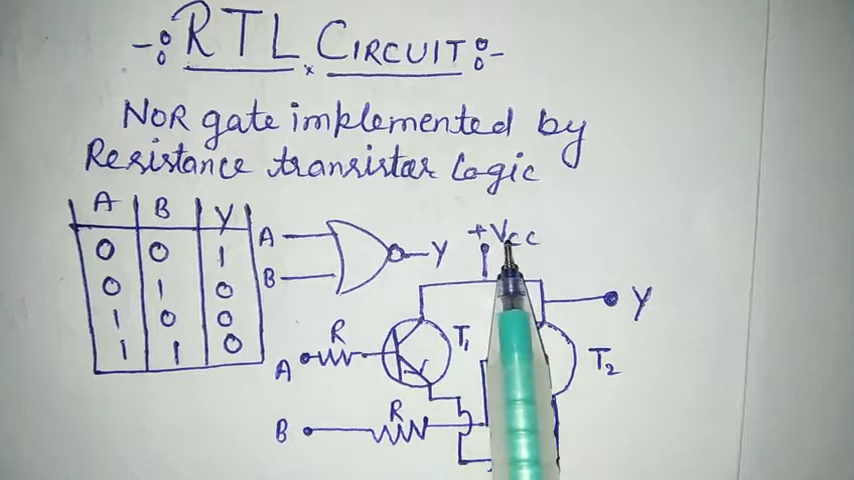 -:RTL CIRCUIT:-
NOR gate implemented by
Resistance transistar Logic
A B Y
0 0 1
0 1 0
1 0 0
1 1 0
A
B
Y
+Vcc
Y
R
T1
T2
A
R
B